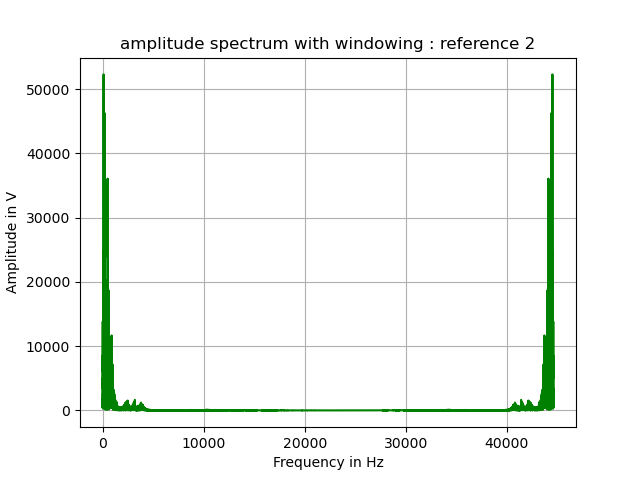 amplitude spectrum with windowing : reference 2
Amplitude in V
50000
40000
30000
20000
10000
0
0 10000 20000 30000 40000
Frequency in Hz